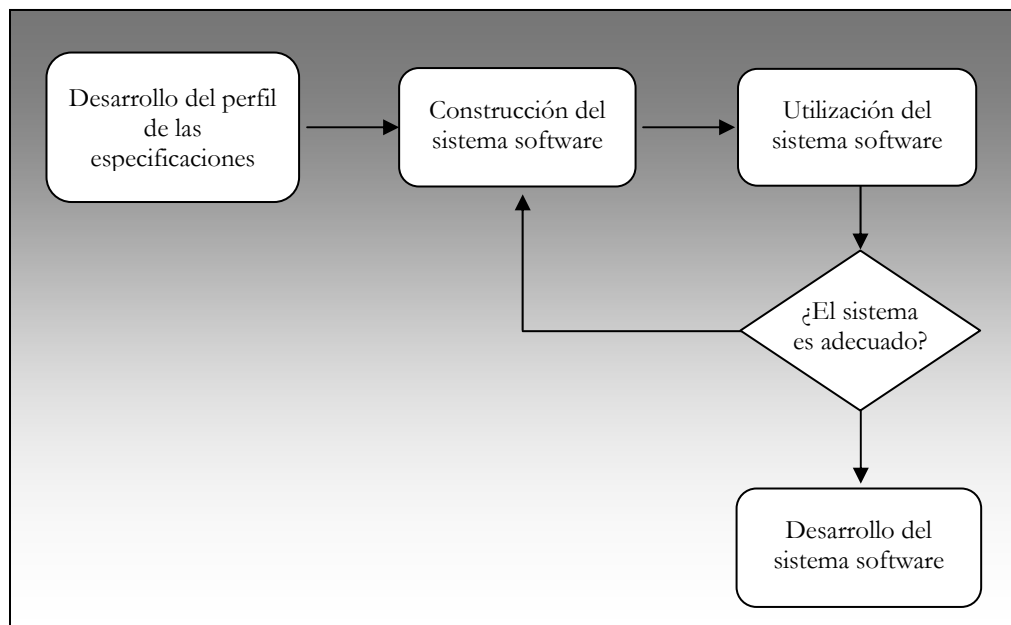 Desarrollo del perfil
de las
especificaciones
Construcción del
sistema software
Utilización del
sistema software
¿El sistema
es adecuado?
Desarrollo del
sistema software